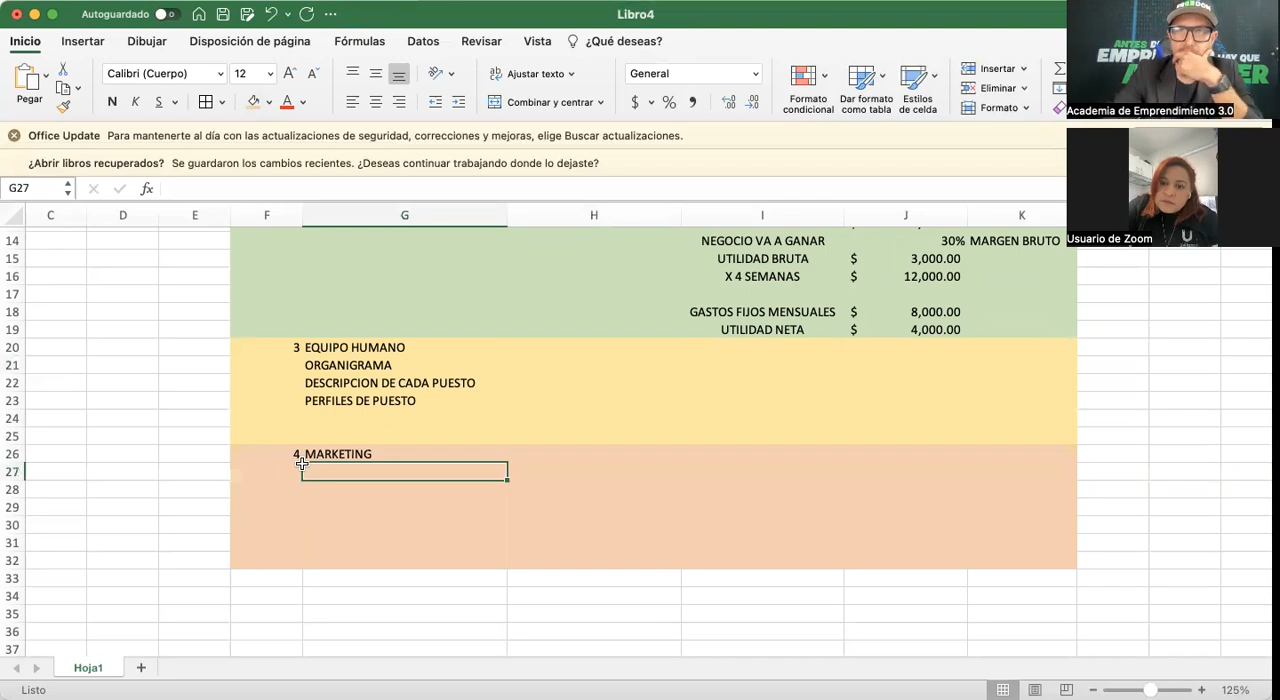 Autoguardado
Libro4
Inicio Insertar Dibujar Disposición de página Fórmulas Datos Revisar Vista ¿Qué deseas?
Pegar
Calibri (Cuerpo) 12
N K S
Ajustar texto
Combinar y centrar
General
$ %
Formato condicional
Dar formato como tabla
Estilos de celda
Insertar
Eliminar
Formato
Office Update Para mantenerte al día con las actualizaciones de seguridad, correcciones y mejoras, elige Buscar actualizaciones.
¿Abrir libros recuperados? Se guardaron los cambios recientes. ¿Deseas continuar trabajando donde lo dejaste?
G27 fx
C D E F G H I J K
14 NEGOCIO VA A GANAR 30% MARGEN BRUTO
15 UTILIDAD BRUTA $ 3,000.00
16 X 4 SEMANAS $ 12,000.00
17
18 GASTOS FIJOS MENSUALES $ 8,000.00
19 UTILIDAD NETA $ 4,000.00
20 3 EQUIPO HUMANO
21 ORGANIGRAMA
22 DESCRIPCION DE CADA PUESTO
23 PERFILES DE PUESTO
24
25
26 4 MARKETING
27
28
29
30
31
32
33
34
35
36
37
Hoja1
Listo
125%
ANTES
EMPR
HAY QUE
Academia de Emprendimiento 3.0
Usuario de Zoom